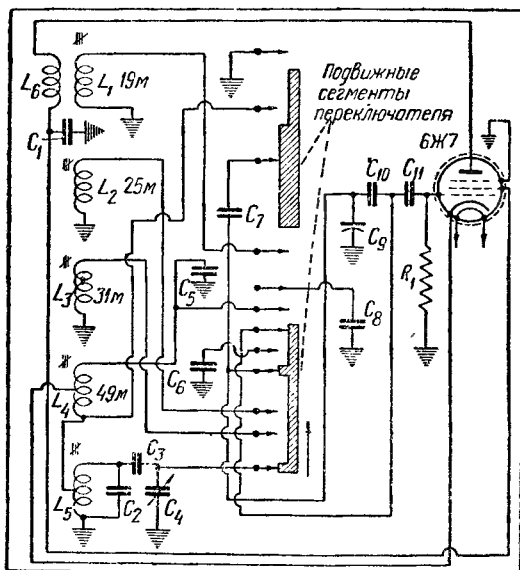 Подвижные
сегменты
переключателя
6Ж7
L6
L1 19м
C1
L2 25м
L3
31м
L4
49м
L5
C2
C3
C4
C5
C6
C7
C8
C9
C10
C11
R1